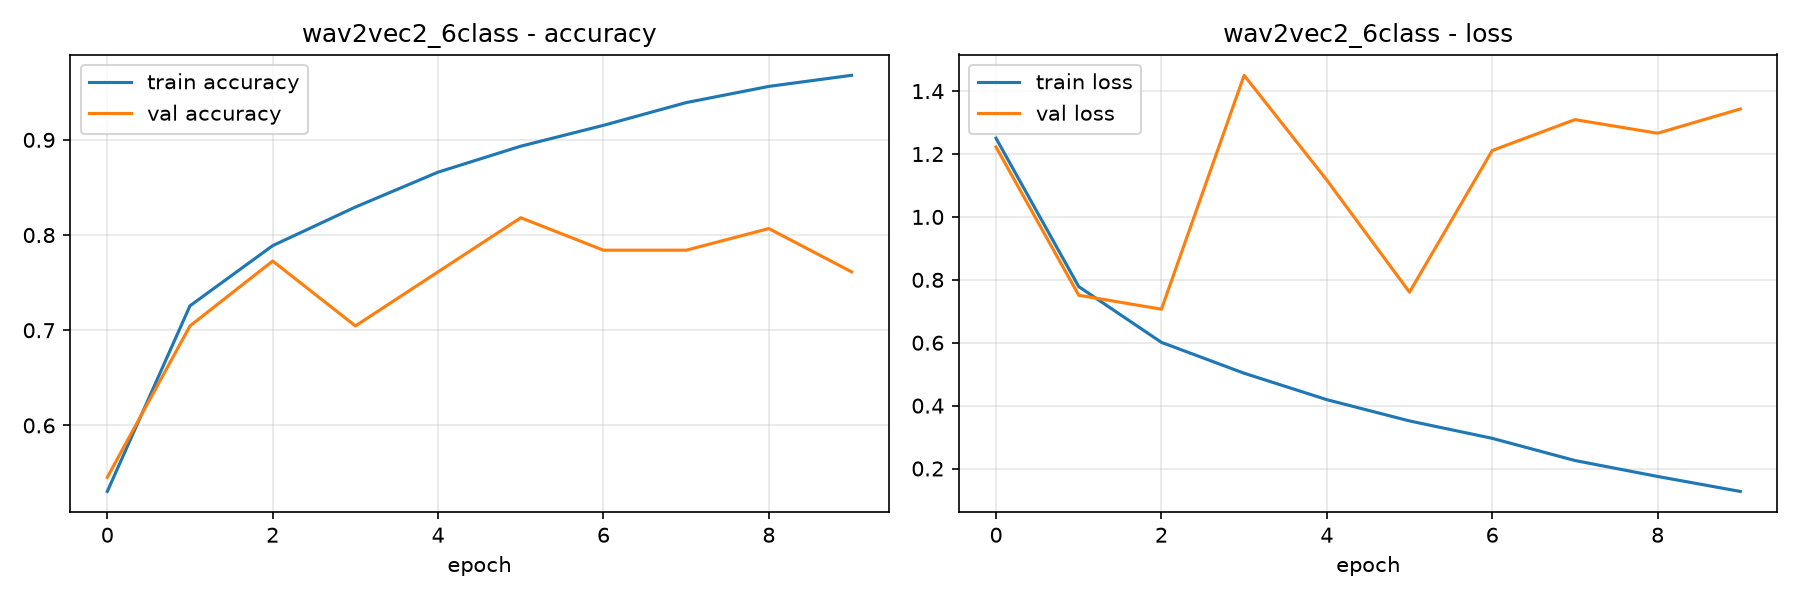 wav2vec2_6class - accuracy
train accuracy
val accuracy
0.9
0.8
0.7
0.6
0 2 4 6 8
epoch
wav2vec2_6class - loss
train loss
val loss
1.4
1.2
1.0
0.8
0.6
0.4
0.2
0 2 4 6 8
epoch